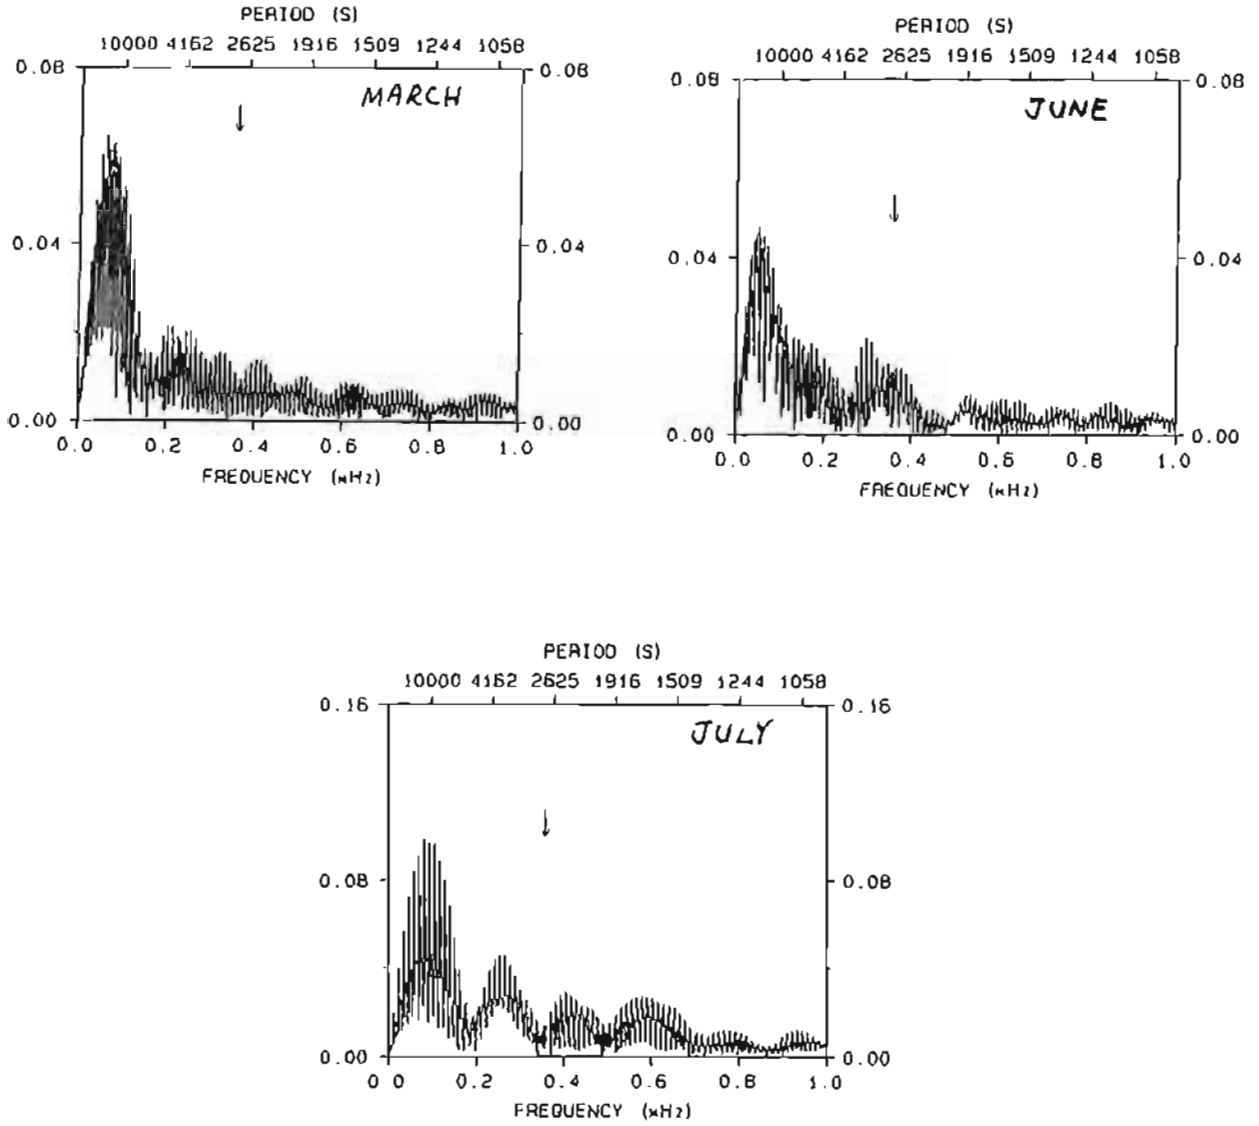 PERIOD (S)
10000 4162 2625 1916 1509 1244 1058
0.08 0.08
MARCH
0.04 0.04
0.00 0.00
0.0 0.2 0.4 0.6 0.8 1.0
FREQUENCY (mHz)
PERIOD (S)
10000 4162 2625 1916 1509 1244 1058
0.08 0.08
JUNE
0.04 0.04
0.00 0.00
0.0 0.2 0.4 0.6 0.8 1.0
FREQUENCY (mHz)
PERIOD (S)
10000 4162 2625 1916 1509 1244 1058
0.16 0.16
JULY
0.08 0.08
0.00 0.00
0 0 0.2 0.4 0.6 0.8 1.0
FREQUENCY (mHz)